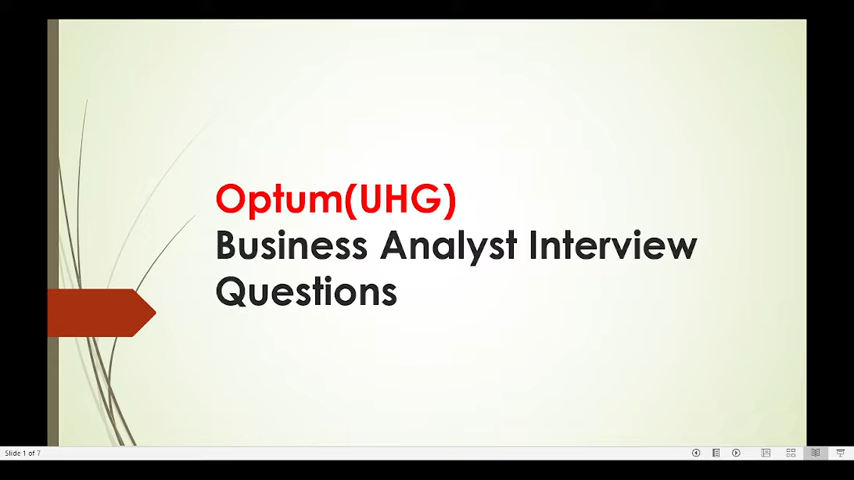 Optum(UHG)
Business Analyst Interview
Questions
Slide 1 of 7